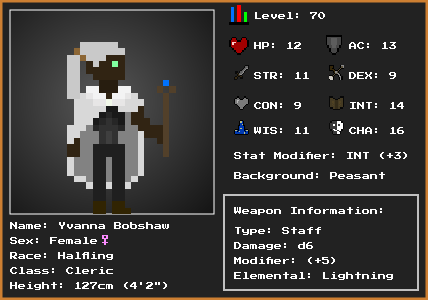 Level: 70
HP: 12 AC: 13
STR: 11 DEX: 9
CON: 9 INT: 14
WIS: 11 CHA: 16
Stat Modifier: INT (+3)
Background: Peasant
Name: Yvanna Bobshaw
Sex: Female♀
Race: Halfling
Class: Cleric
Height: 127cm (4'2")
Weapon Information:
Type: Staff
Damage: d6
Modifier: (+5)
Elemental: Lightning